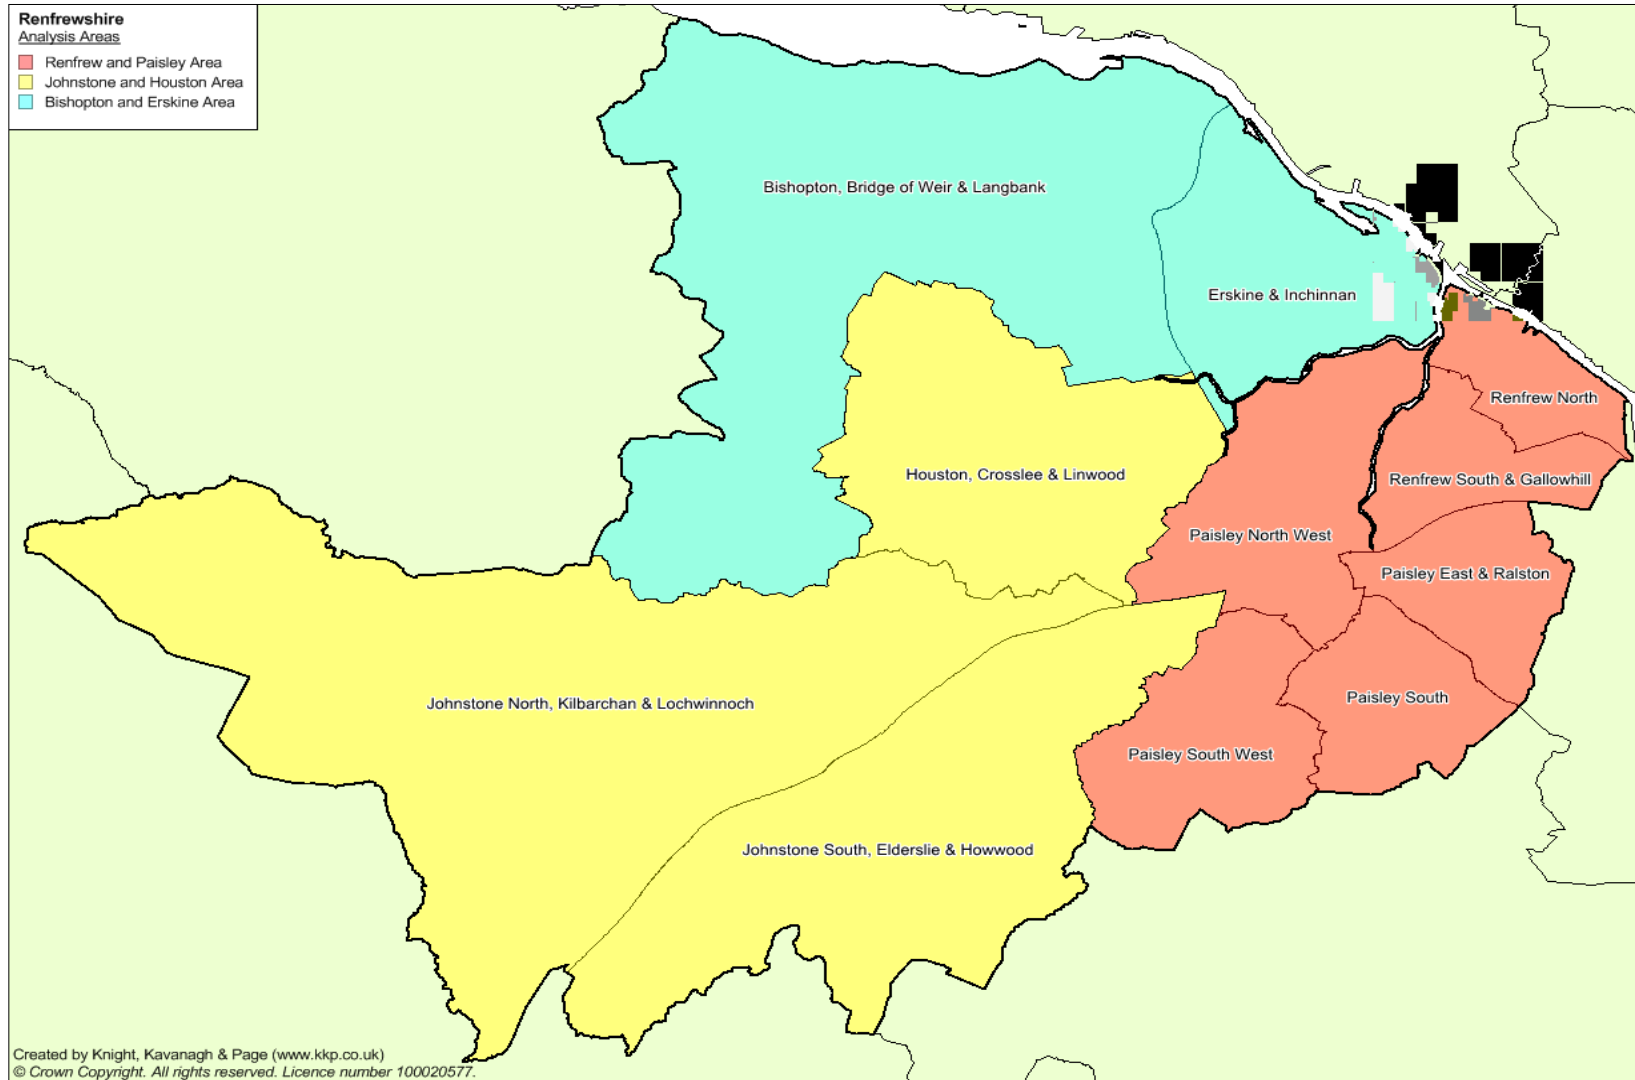 Renfrewshire
Analysis Areas
Renfrew and Paisley Area
Johnstone and Houston Area
Bishopton and Erskine Area
Bishopton, Bridge of Weir & Langbank
Erskine & Inchinnan
Renfrew North
Houston, Crosslee & Linwood
Renfrew South & Gallowhill
Paisley North West
Paisley East & Ralston
Paisley South
Johnstone North, Kilbarchan & Lochwinnoch
Paisley South West
Johnstone South, Elderslie & Howwood
Created by Knight, Kavanagh & Page (www.kkp.co.uk)
© Crown Copyright. All rights reserved. Licence number 100020577.